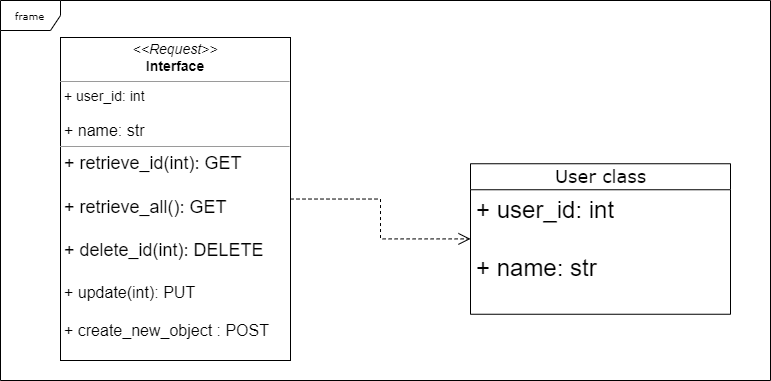 frame
<<Request>>
Interface
+ user_id: int
+ name: str
+ retrieve_id(int): GET
+ retrieve_all(): GET
+ delete_id(int): DELETE
+ update(int): PUT
+ create_new_object : POST
User class
+ user_id: int
+ name: str